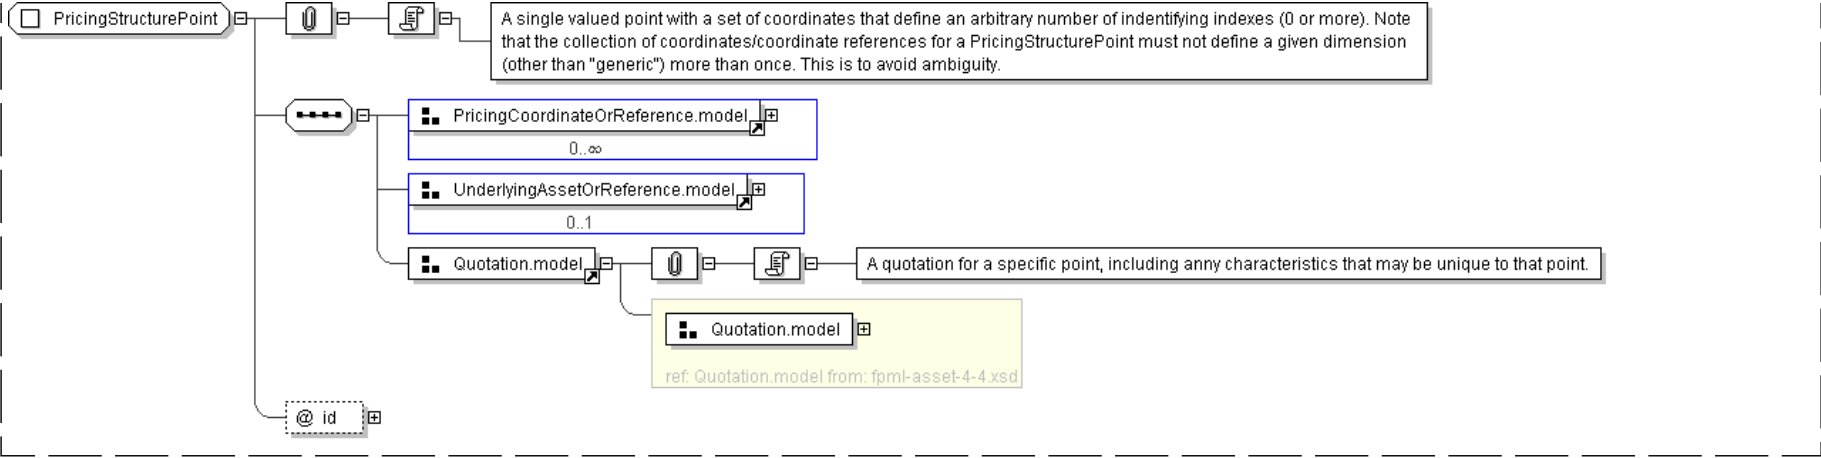 PricingStructurePoint
A single valued point with a set of coordinates that define an arbitrary number of indentifying indexes (0 or more). Note
that the collection of coordinates/coordinate references for a PricingStructurePoint must not define a given dimension
(other than "generic") more than once. This is to avoid ambiguity.
PricingCoordinateOrReference.model
0..∞
UnderlyingAssetOrReference.model
0..1
Quotation.model
A quotation for a specific point, including anny characteristics that may be unique to that point.
Quotation.model
ref: Quotation.model from: fpml-asset-4-4.xsd
@ id